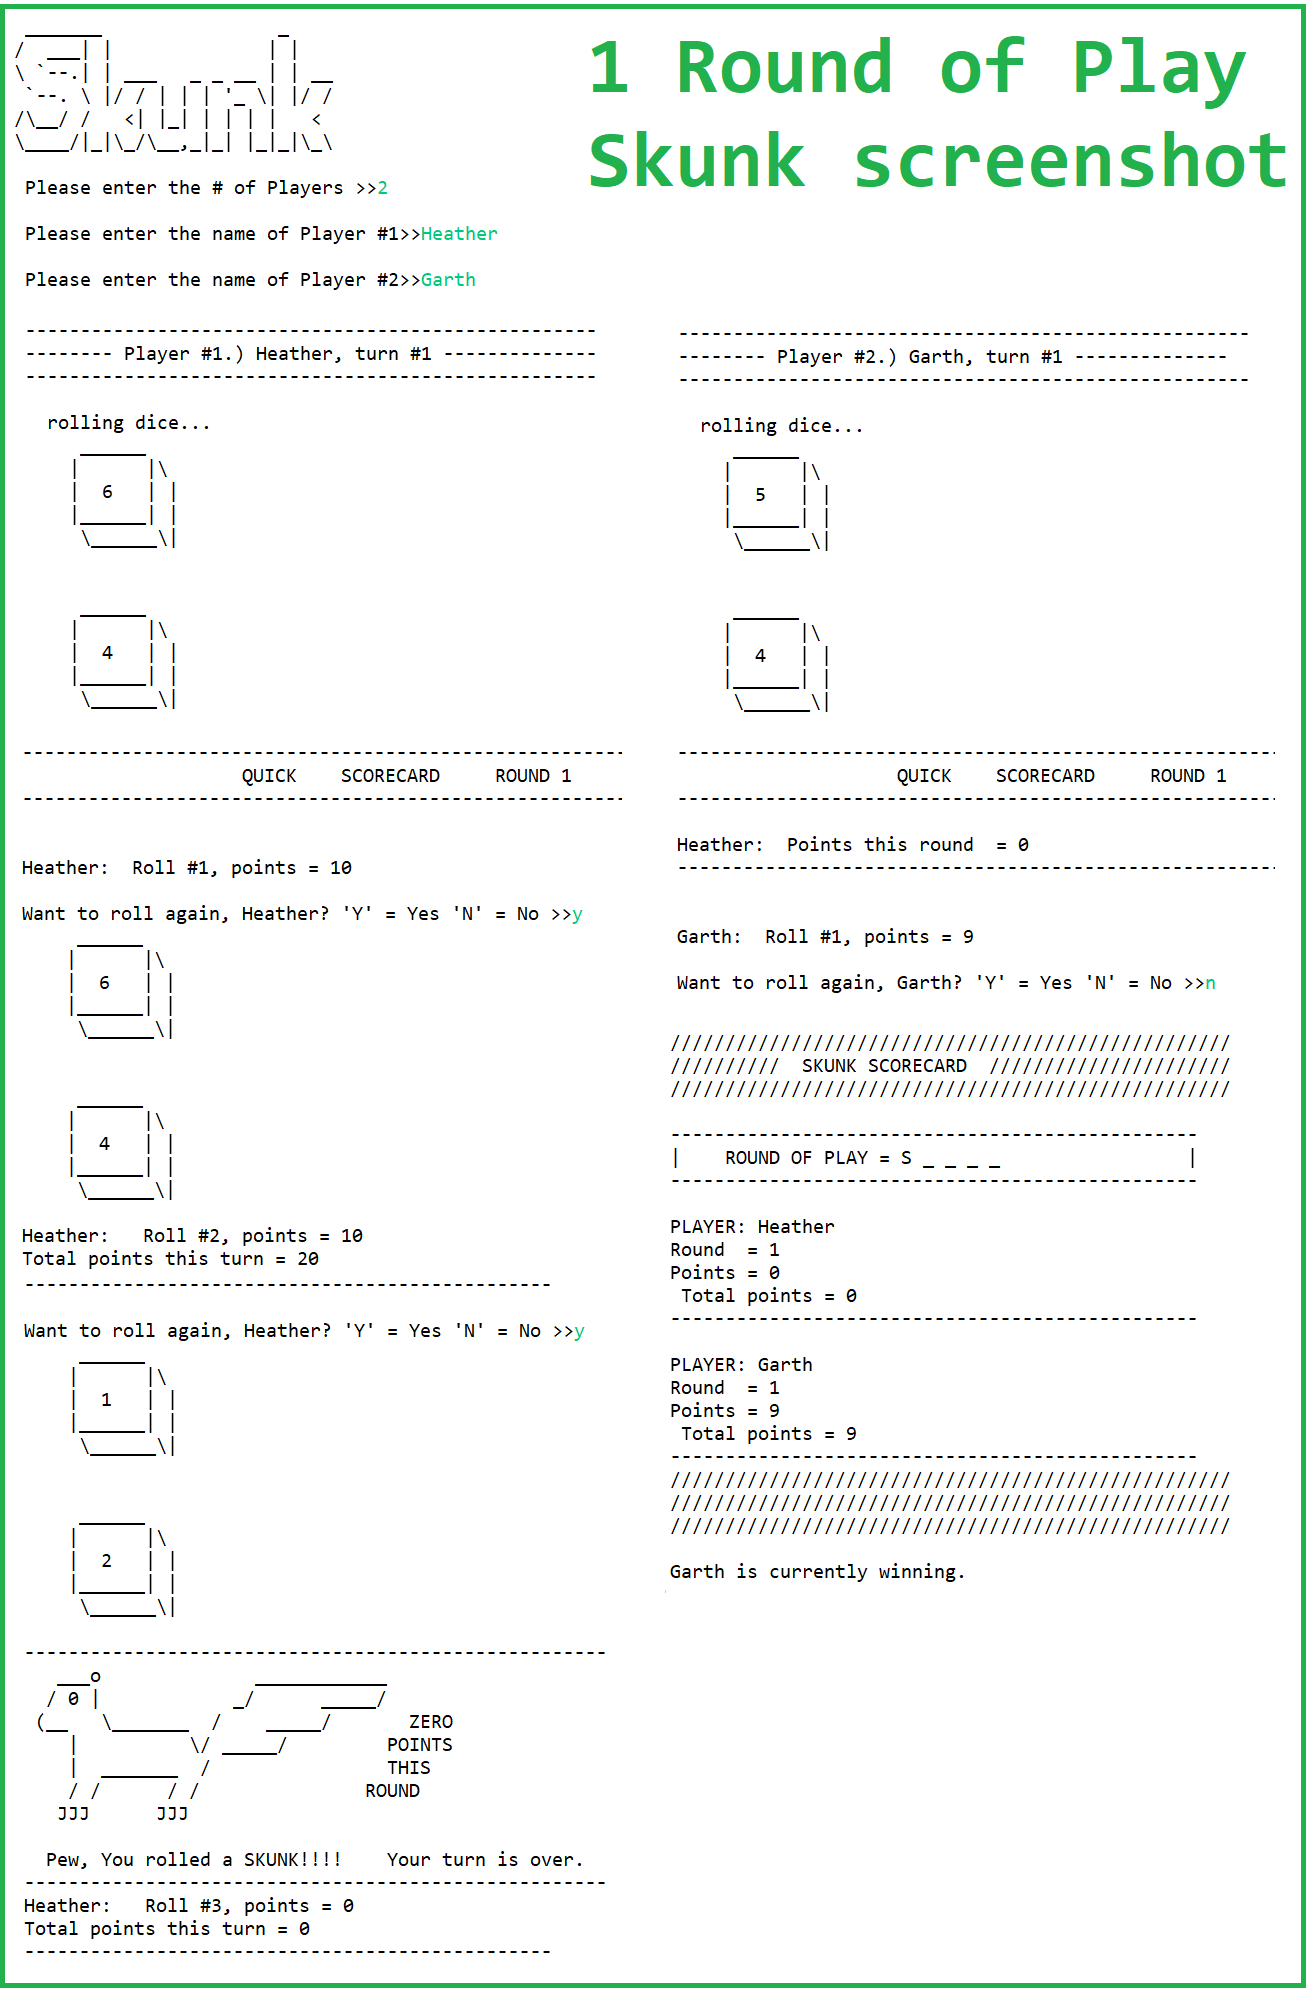 1 Round of Play
Skunk screenshot
Skunk
Please enter the # of Players >>2
Please enter the name of Player #1>>Heather
Please enter the name of Player #2>>Garth
-------- Player #1.) Heather, turn #1 --------------
rolling dice...
6
4
QUICK SCORECARD ROUND 1
Heather: Roll #1, points = 10
Want to roll again, Heather? 'Y' = Yes 'N' = No >>y
6
4
Heather: Roll #2, points = 10
Total points this turn = 20
Want to roll again, Heather? 'Y' = Yes 'N' = No >>y
1
2
ZERO
POINTS
THIS
ROUND
Pew, You rolled a SKUNK!!!! Your turn is over.
Heather: Roll #3, points = 0
Total points this turn = 0
-------- Player #2.) Garth, turn #1 --------------
rolling dice...
5
4
QUICK SCORECARD ROUND 1
Heather: Points this round = 0
Garth: Roll #1, points = 9
Want to roll again, Garth? 'Y' = Yes 'N' = No >>n
////////// SKUNK SCORECARD //////////////////////
| ROUND OF PLAY = S _ _ _ _ |
PLAYER: Heather
Round = 1
Points = 0
Total points = 0
PLAYER: Garth
Round = 1
Points = 9
Total points = 9
Garth is currently winning.